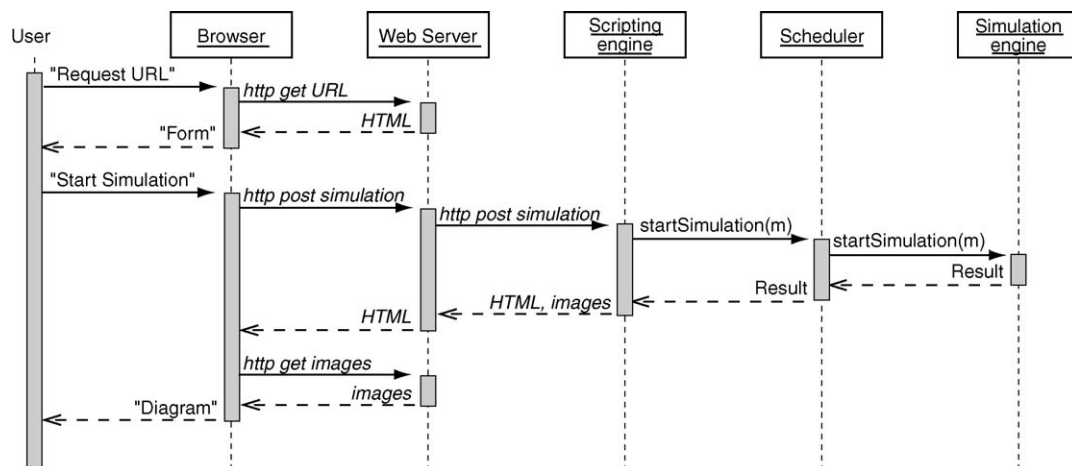 User
Browser
Web Server
Scripting
engine
Scheduler
Simulation
engine
"Request URL"
http get URL
HTML
"Form"
"Start Simulation"
http post simulation
http post simulation
startSimulation(m)
startSimulation(m)
Result
Result
HTML, images
HTML
http get images
images
"Diagram"